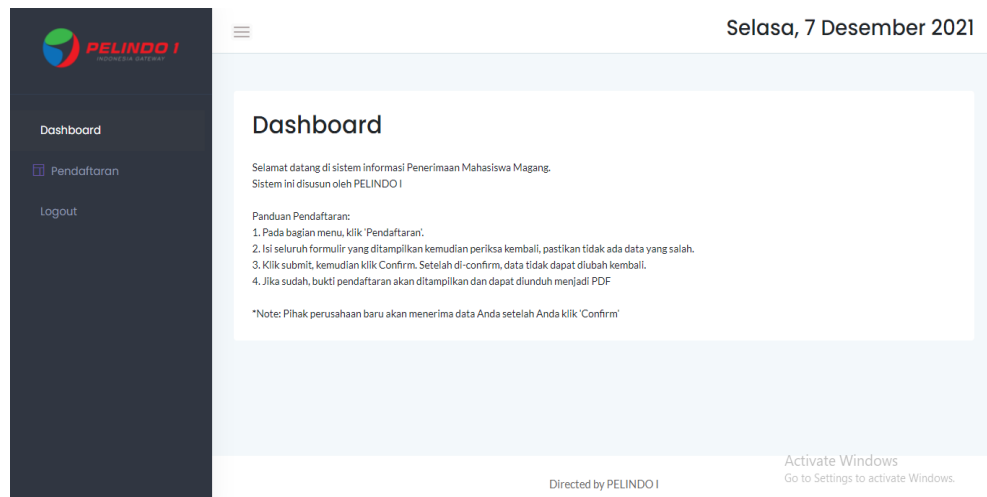 PELINDO 1
INDONESIA GATEWAY
Selasa, 7 Desember 2021
Dashboard
Pendaftaran
Logout
Dashboard
Selamat datang di sistem informasi Penerimaan Mahasiswa Magang.
Sistem ini disusun oleh PELINDO I
Panduan Pendaftaran:
1. Pada bagian menu, klik 'Pendaftaran'.
2. Isi seluruh formulir yang ditampilkan kemudian periksa kembali, pastikan tidak ada data yang salah.
3. Klik submit, kemudian klik Confirm. Setelah di-confirm, data tidak dapat diubah kembali.
4. Jika sudah, bukti pendaftaran akan ditampilkan dan dapat diunduh menjadi PDF
*Note: Pihak perusahaan baru akan menerima data Anda setelah Anda klik 'Confirm'
Activate Windows
Go to Settings to activate Windows.
Directed by PELINDO I